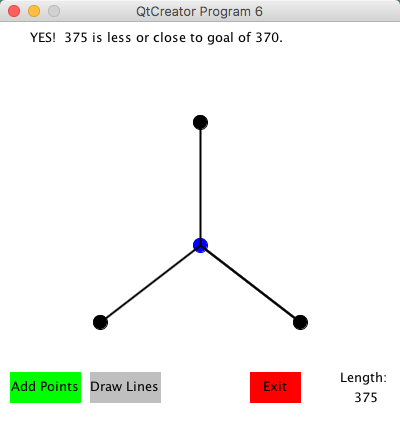 QtCreator Program 6
YES!  375 is less or close to goal of 370.
Add Points
Draw Lines
Exit
Length:
375